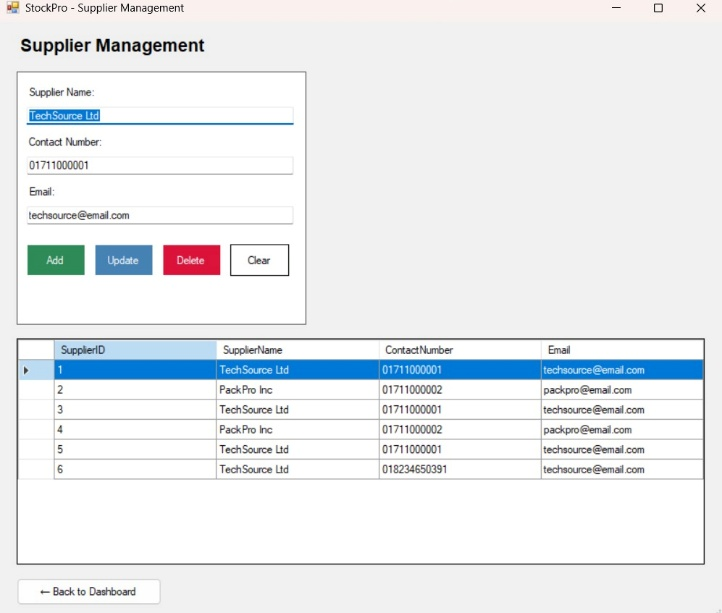 StockPro - Supplier Management
Supplier Management
Supplier Name:
TechSource Ltd
Contact Number:
01711000001
Email:
techsource@email.com
Add Update Delete Clear
SupplierID SupplierName ContactNumber Email
1 TechSource Ltd 01711000001 techsource@email.com
2 PackPro Inc 01711000002 packpro@email.com
3 TechSource Ltd 01711000001 techsource@email.com
4 PackPro Inc 01711000002 packpro@email.com
5 TechSource Ltd 01711000001 techsource@email.com
6 TechSource Ltd 018234650391 techsource@email.com
← Back to Dashboard